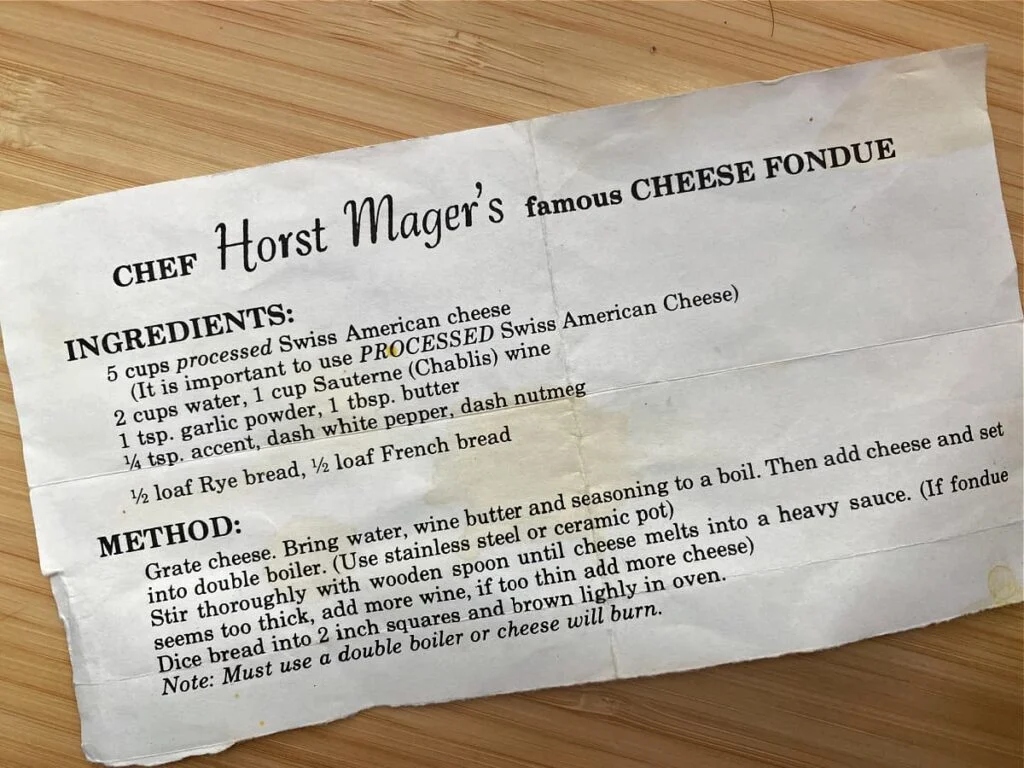 CHEF Horst Mager's famous CHEESE FONDUE
INGREDIENTS:
5 cups processed Swiss American cheese
(It is important to use PROCESSED Swiss American Cheese)
2 cups water, 1 cup Sauterne (Chablis) wine
1 tsp. garlic powder, 1 tbsp. butter
¼ tsp. accent, dash white pepper, dash nutmeg
½ loaf Rye bread, ½ loaf French bread
METHOD:
Grate cheese. Bring water, wine butter and seasoning to a boil. Then add cheese and set
into double boiler. (Use stainless steel or ceramic pot)
Stir thoroughly with wooden spoon until cheese melts into a heavy sauce. (If fondue
seems too thick, add more wine, if too thin add more cheese)
Dice bread into 2 inch squares and brown lighly in oven.
Note: Must use a double boiler or cheese will burn.